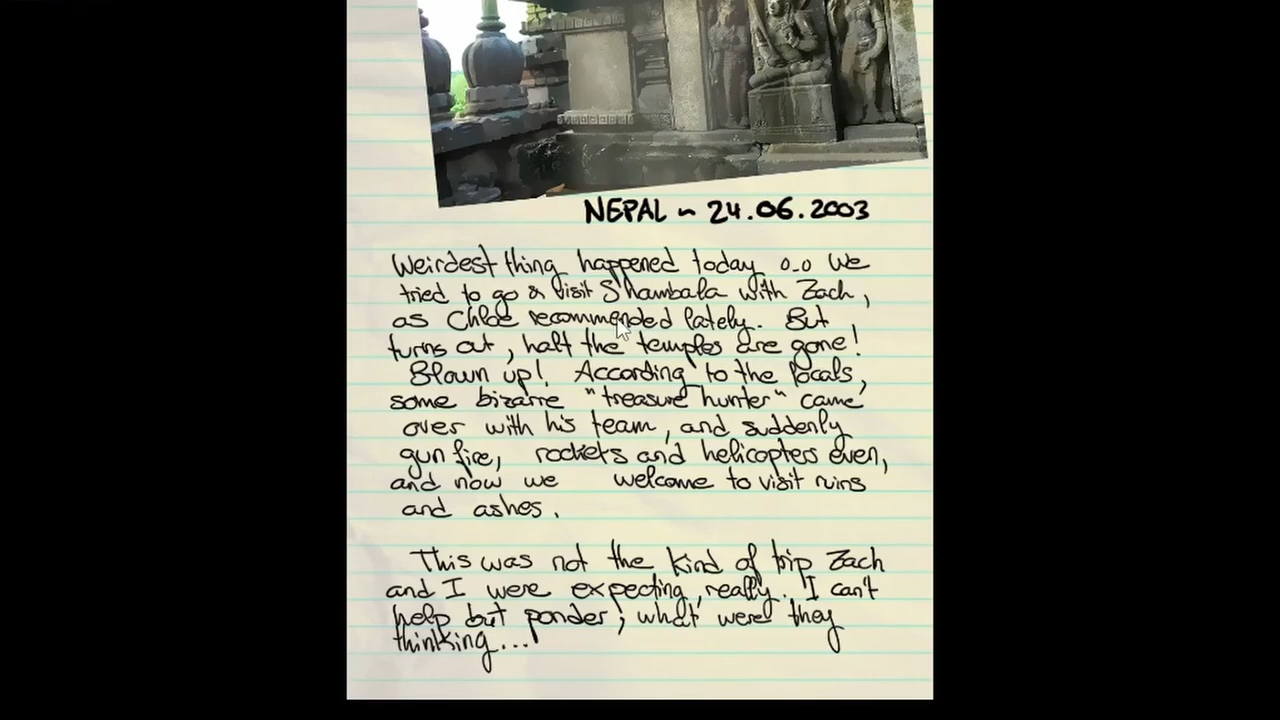 NEPAL ~ 24.06.2003
Weirdest thing happened today o_o We
tried to go & visit Shambala with Zach,
as Chloe recommended lately. But
turns out, half the temples are gone!
Blown up! According to the locals,
some bizarre "treasure hunter" came
over with his team, and suddenly
gun fire, rockets and helicopters even,
and now we welcome to visit ruins
and ashes.
This was not the kind of trip Zach
and I were expecting, really. I can't
help but ponder; what were they
thinking...